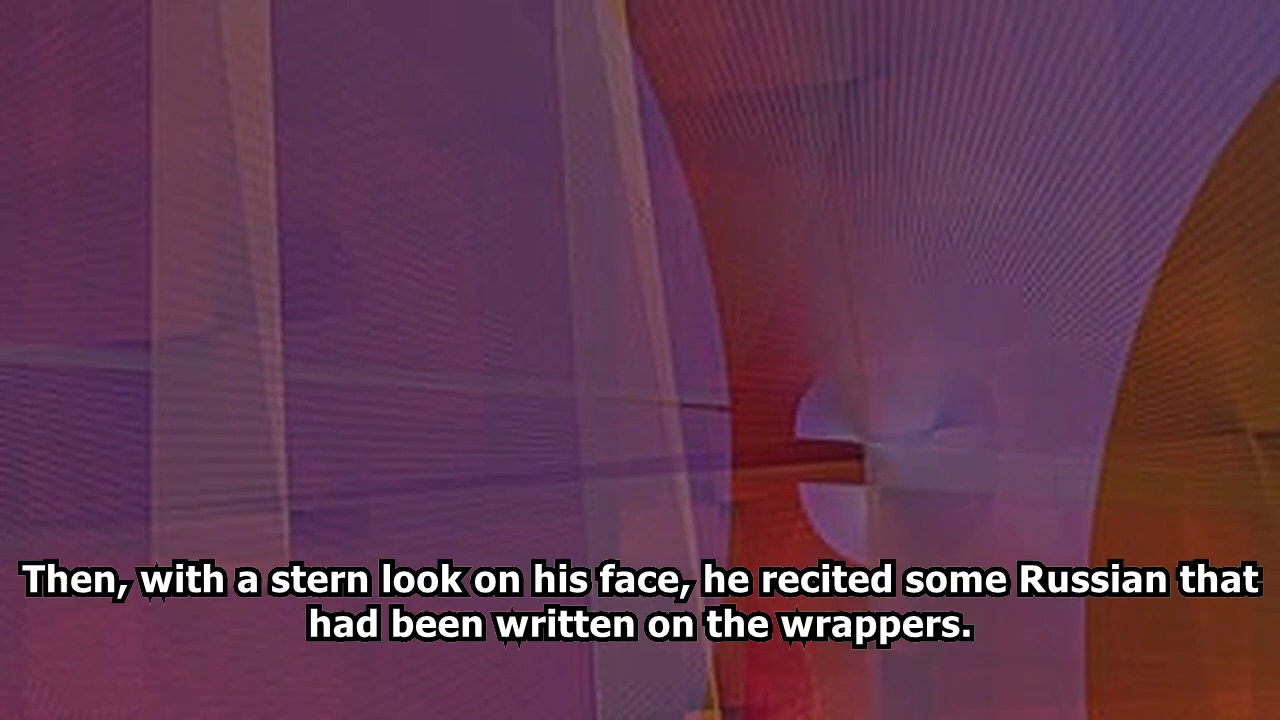 Then, with a stern look on his face, he recited some Russian that
had been written on the wrappers.